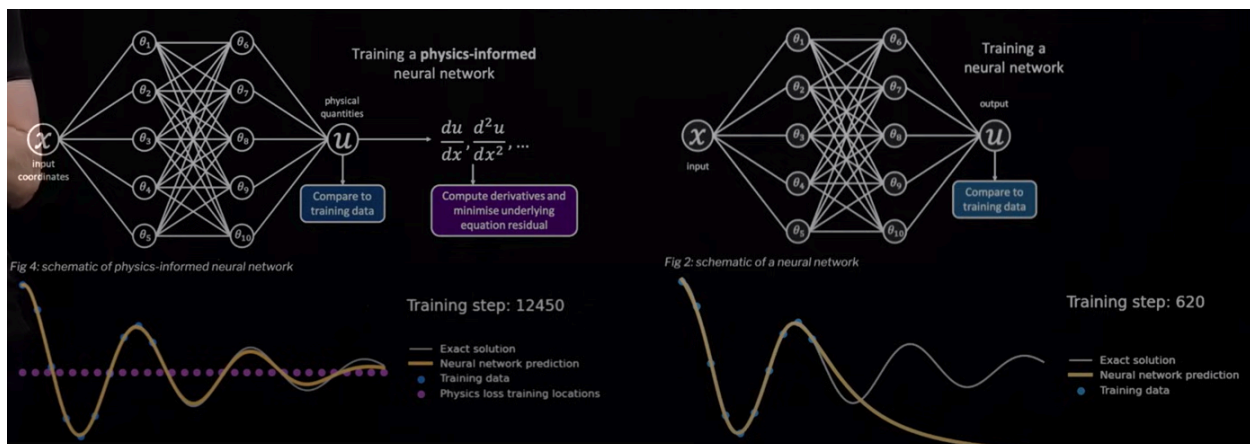 Training a physics-informed
neural network
θ1
θ2
θ3
θ4
θ5
θ6
θ7
θ8
θ9
θ10
x
input
coordinates
physical
quantities
u
du/dx, d²u/dx², ...
Compare to
training data
Compute derivatives and
minimise underlying
equation residual
Fig 4: schematic of physics-informed neural network
Training step: 12450
Exact solution
Neural network prediction
Training data
Physics loss training locations
Training a
neural network
θ1
θ2
θ3
θ4
θ5
θ6
θ7
θ8
θ9
θ10
x
input
output
u
Compare to
training data
Fig 2: schematic of a neural network
Training step: 620
Exact solution
Neural network prediction
Training data